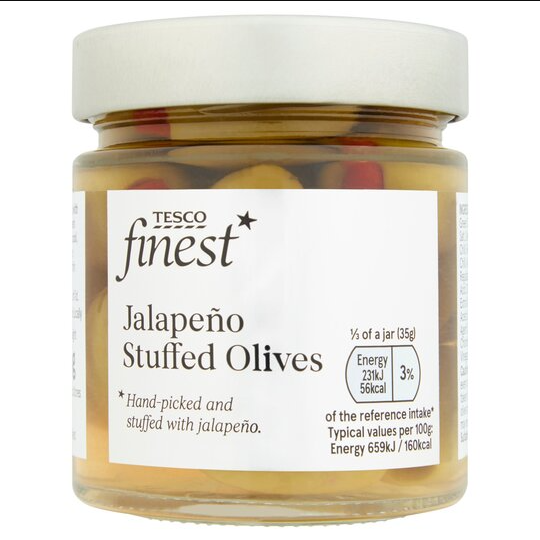 TESCO
finest*
Jalapeño
Stuffed Olives
*Hand-picked and
stuffed with jalapeño.
⅓ of a jar (35g)
Energy
231kJ
56kcal
3%
of the reference intake*
Typical values per 100g:
Energy 659kJ / 160kcal